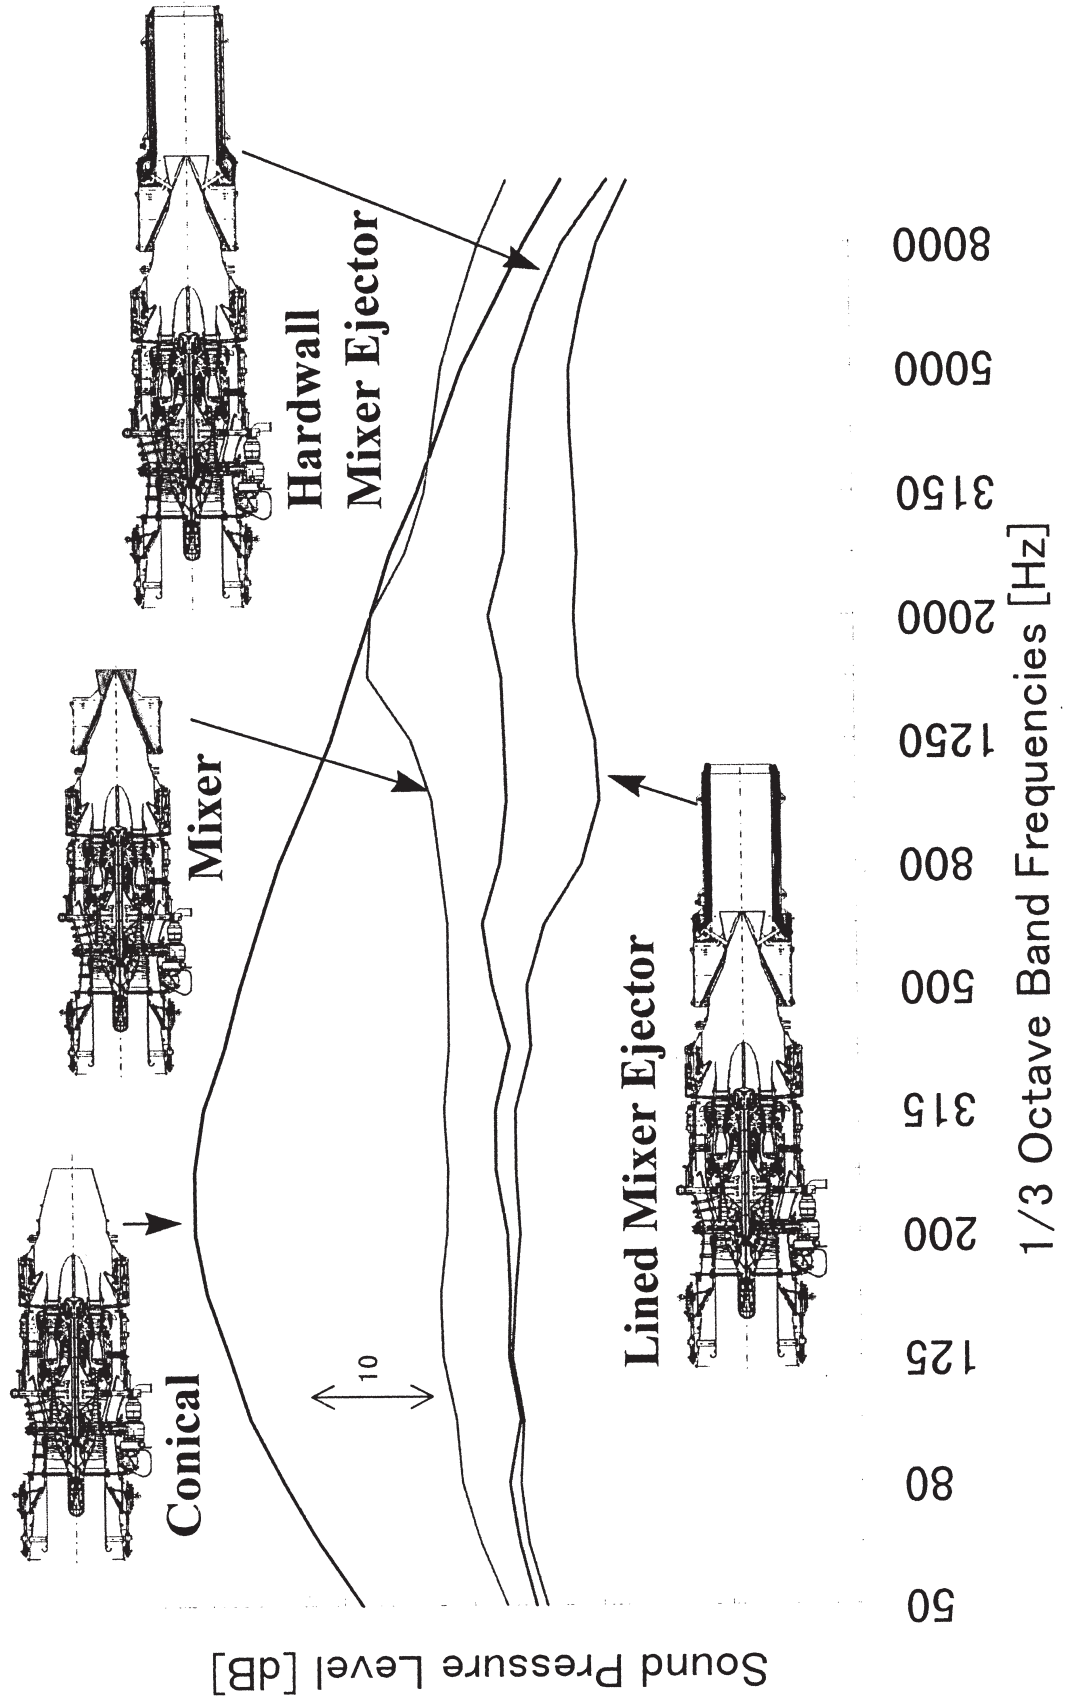 Conical
Mixer
Hardwall
Mixer Ejector
10
Lined Mixer Ejector
Sound Pressure Level [dB]
50
80
125
200
315
500
800
1250
2000
3150
5000
8000
1/3 Octave Band Frequencies [Hz]